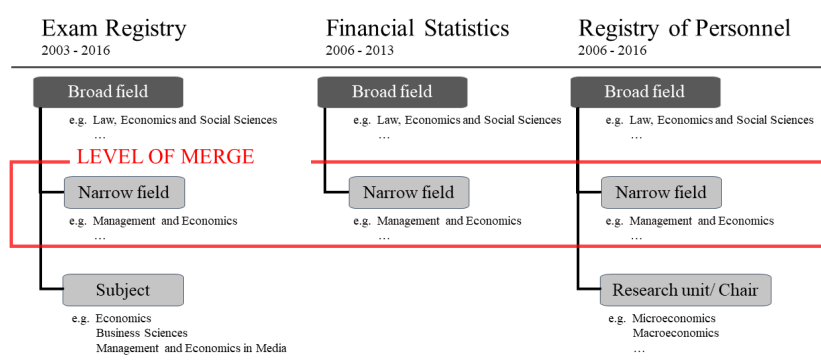 Exam Registry
2003 - 2016
Broad field
e.g. Law, Economics and Social Sciences
…
LEVEL OF MERGE
Narrow field
e.g. Management and Economics
…
Subject
e.g. Economics
Business Sciences
Management and Economics in Media
Financial Statistics
2006 - 2013
Broad field
e.g. Law, Economics and Social Sciences
…
Narrow field
e.g. Management and Economics
…
Registry of Personnel
2006 - 2016
Broad field
e.g. Law, Economics and Social Sciences
…
Narrow field
e.g. Management and Economics
…
Research unit/ Chair
e.g. Microeconomics
Macroeconomics
…